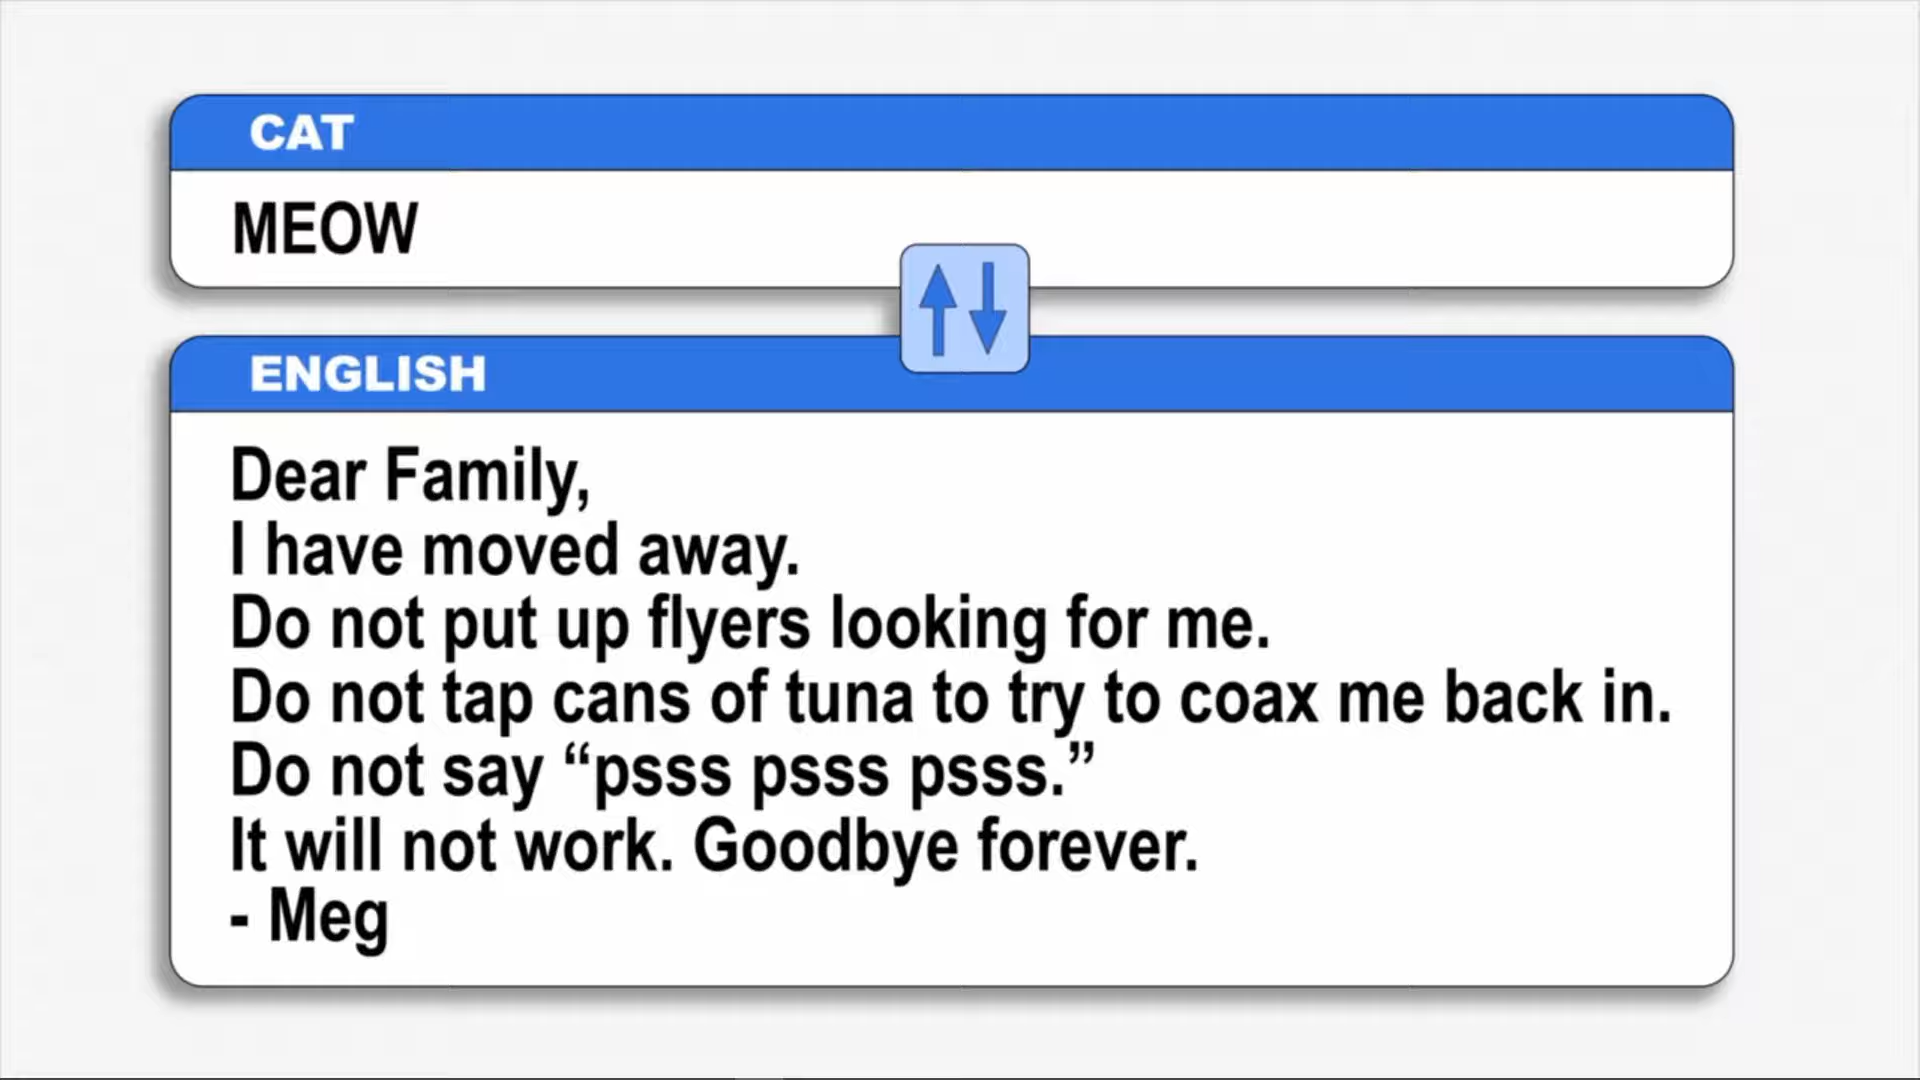 CAT
MEOW
ENGLISH
Dear Family,
I have moved away.
Do not put up flyers looking for me.
Do not tap cans of tuna to try to coax me back in.
Do not say “psss psss psss.”
It will not work. Goodbye forever.
- Meg